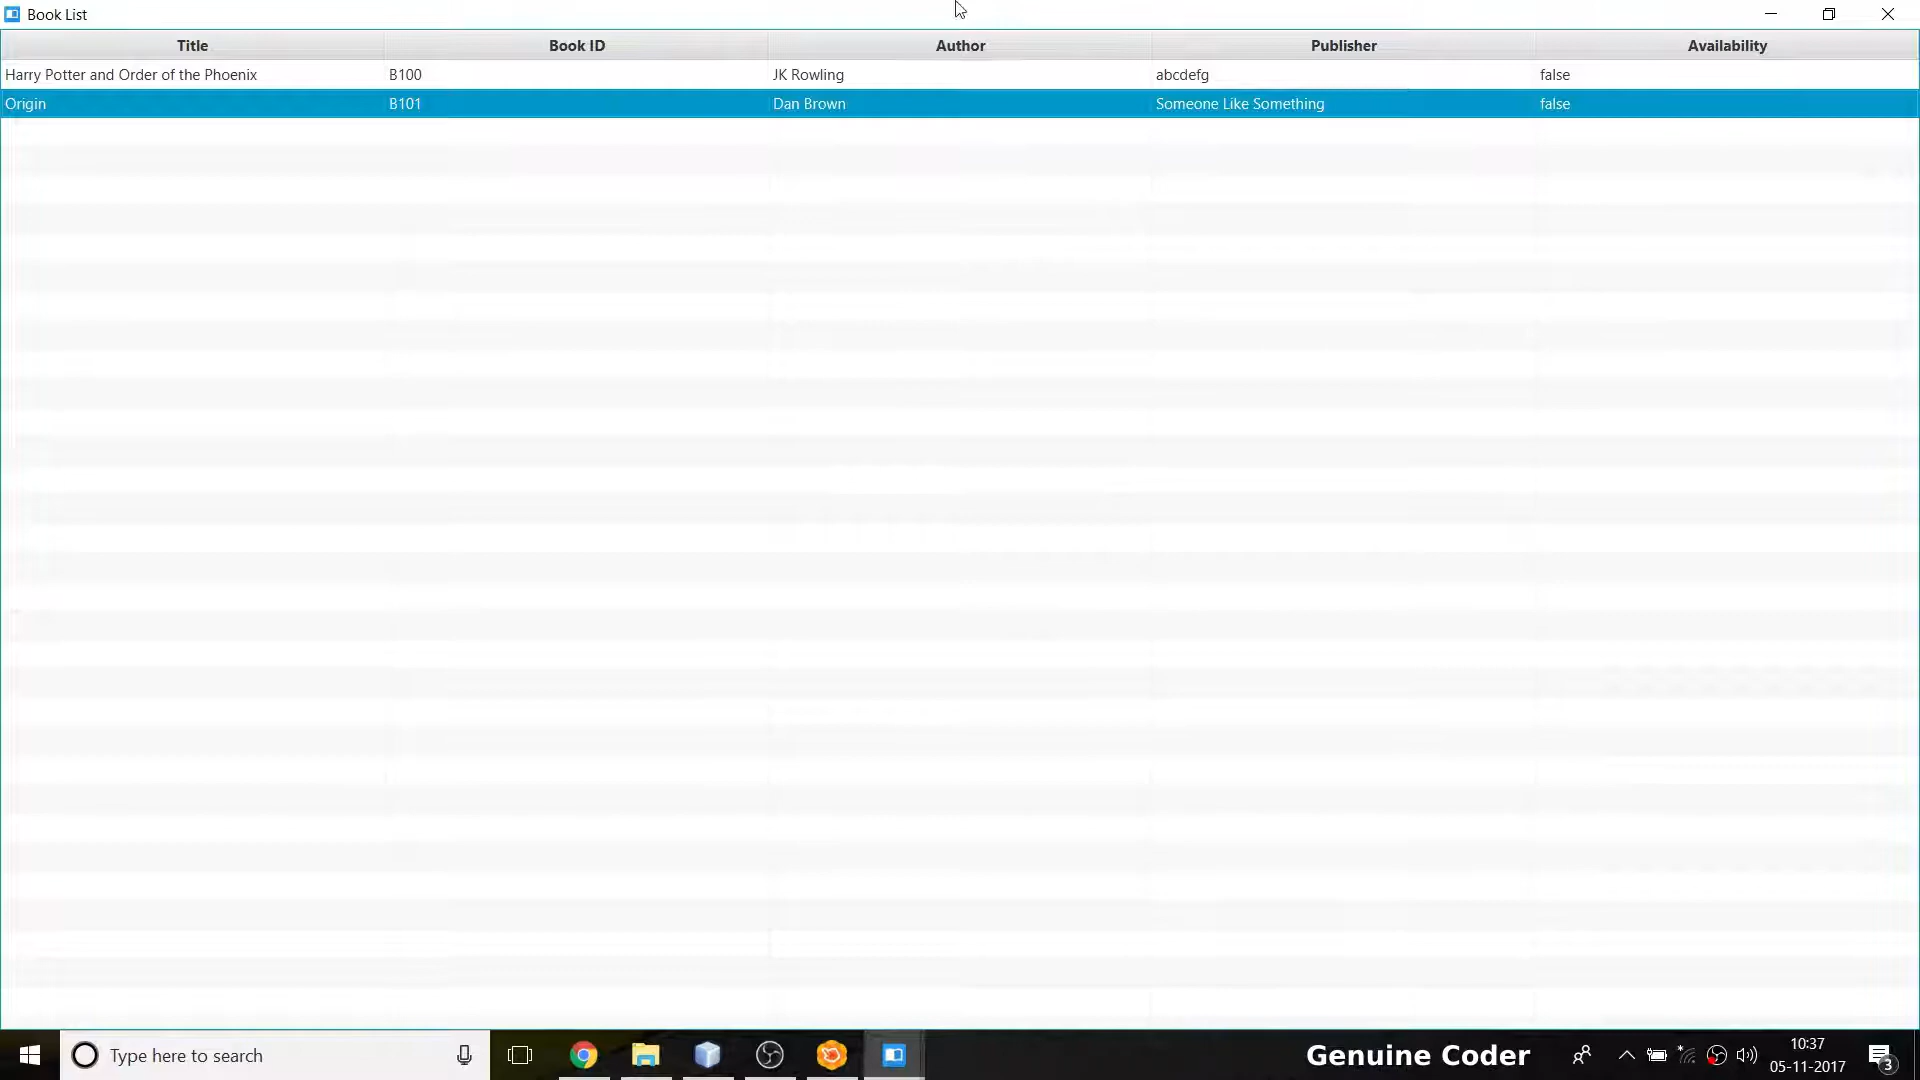 Book List
Title Book ID Author Publisher Availability
Harry Potter and Order of the Phoenix B100 JK Rowling abcdefg false
Origin B101 Dan Brown Someone Like Something false
Type here to search
Genuine Coder
10:37
05-11-2017
3